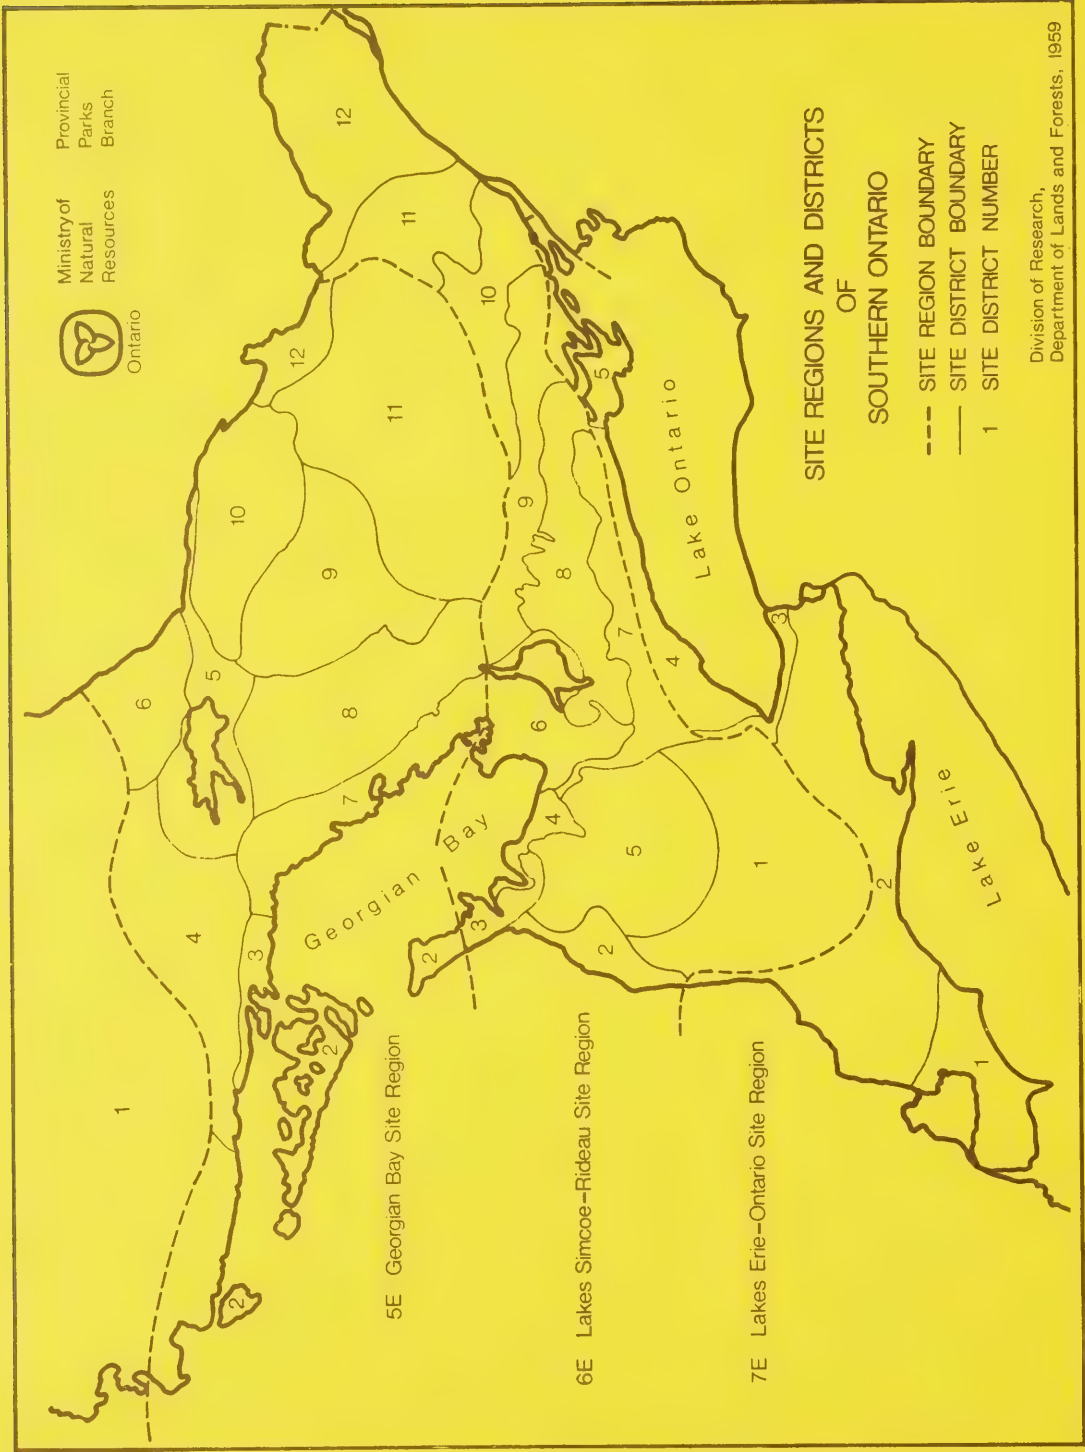 Ontario
Ministry of
Natural
Resources
Provincial
Parks
Branch
12
12
11
11
10
10
9
9
8
8
7
7
6
6
5
5
5
4
4
4
3
3
3
2
2
2
2
2
1
1
1
Georgian Bay
Lake Ontario
Lake Erie
5E Georgian Bay Site Region
6E Lakes Simcoe-Rideau Site Region
7E Lakes Erie-Ontario Site Region
SITE REGIONS AND DISTRICTS
OF
SOUTHERN ONTARIO
SITE REGION BOUNDARY
SITE DISTRICT BOUNDARY
1 SITE DISTRICT NUMBER
Division of Research,
Department of Lands and Forests, 1959